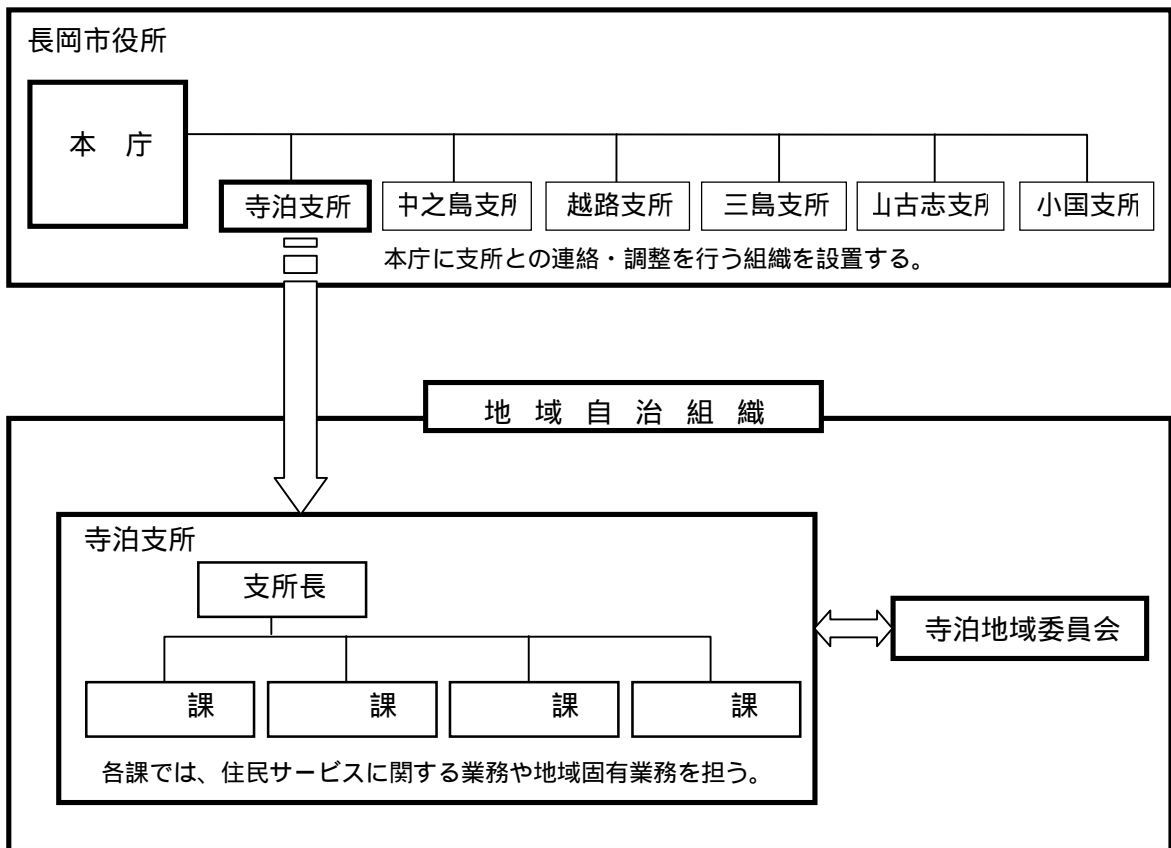 長岡市役所
本 庁
寺泊支所
中之島支所
越路支所
三島支所
山古志支所
小国支所
本庁に支所との連絡・調整を行う組織を設置する。
地 域 自 治 組 織
寺泊支所
支所長
寺泊地域委員会
課
課
課
課
各課では、住民サービスに関する業務や地域固有業務を担う。